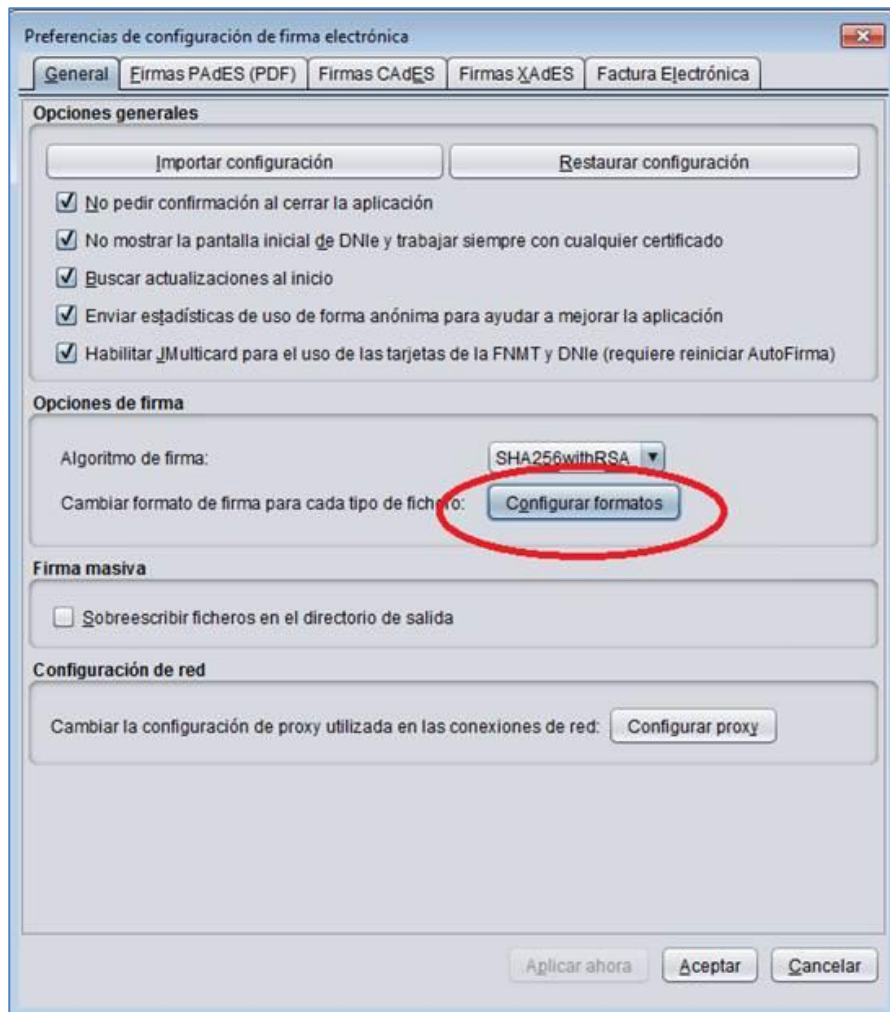 Preferencias de configuración de firma electrónica
General
Firmas PAdES (PDF)
Firmas CAdES
Firmas XAdES
Factura Electrónica
Opciones generales
Importar configuración
Restaurar configuración
No pedir confirmación al cerrar la aplicación
No mostrar la pantalla inicial de DNIe y trabajar siempre con cualquier certificado
Buscar actualizaciones al inicio
Enviar estadísticas de uso de forma anónima para ayudar a mejorar la aplicación
Habilitar JMulticard para el uso de las tarjetas de la FNMT y DNIe (requiere reiniciar AutoFirma)
Opciones de firma
Algoritmo de firma:
SHA256withRSA
Cambiar formato de firma para cada tipo de fichero:
Configurar formatos
Firma masiva
Sobreescribir ficheros en el directorio de salida
Configuración de red
Cambiar la configuración de proxy utilizada en las conexiones de red:
Configurar proxy
Aplicar ahora
Aceptar
Cancelar